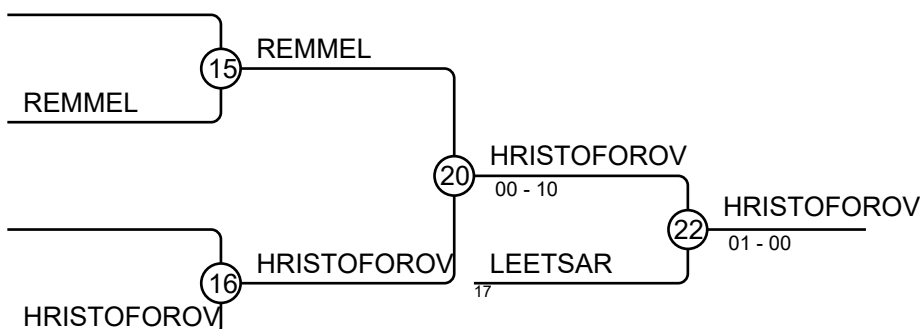 REMMEL
15
REMMEL
HRISTOFOROV
20
00 - 10
HRISTOFOROV
22
01 - 00
HRISTOFOROV
16
LEETSAR
17
HRISTOFOROV